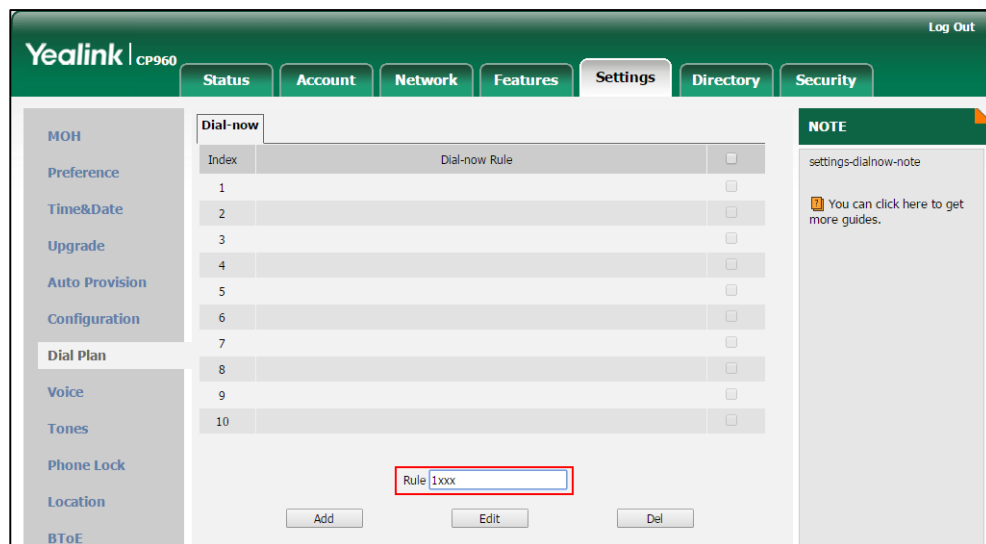 Log Out
Yealink CP960
Status Account Network Features Settings Directory Security
MOH
Preference
Time&Date
Upgrade
Auto Provision
Configuration
Dial Plan
Voice
Tones
Phone Lock
Location
BToE
Dial-now
Index Dial-now Rule
1
2
3
4
5
6
7
8
9
10
Rule 1xxx
Add Edit Del
NOTE
settings-dialnow-note
? You can click here to get
more guides.